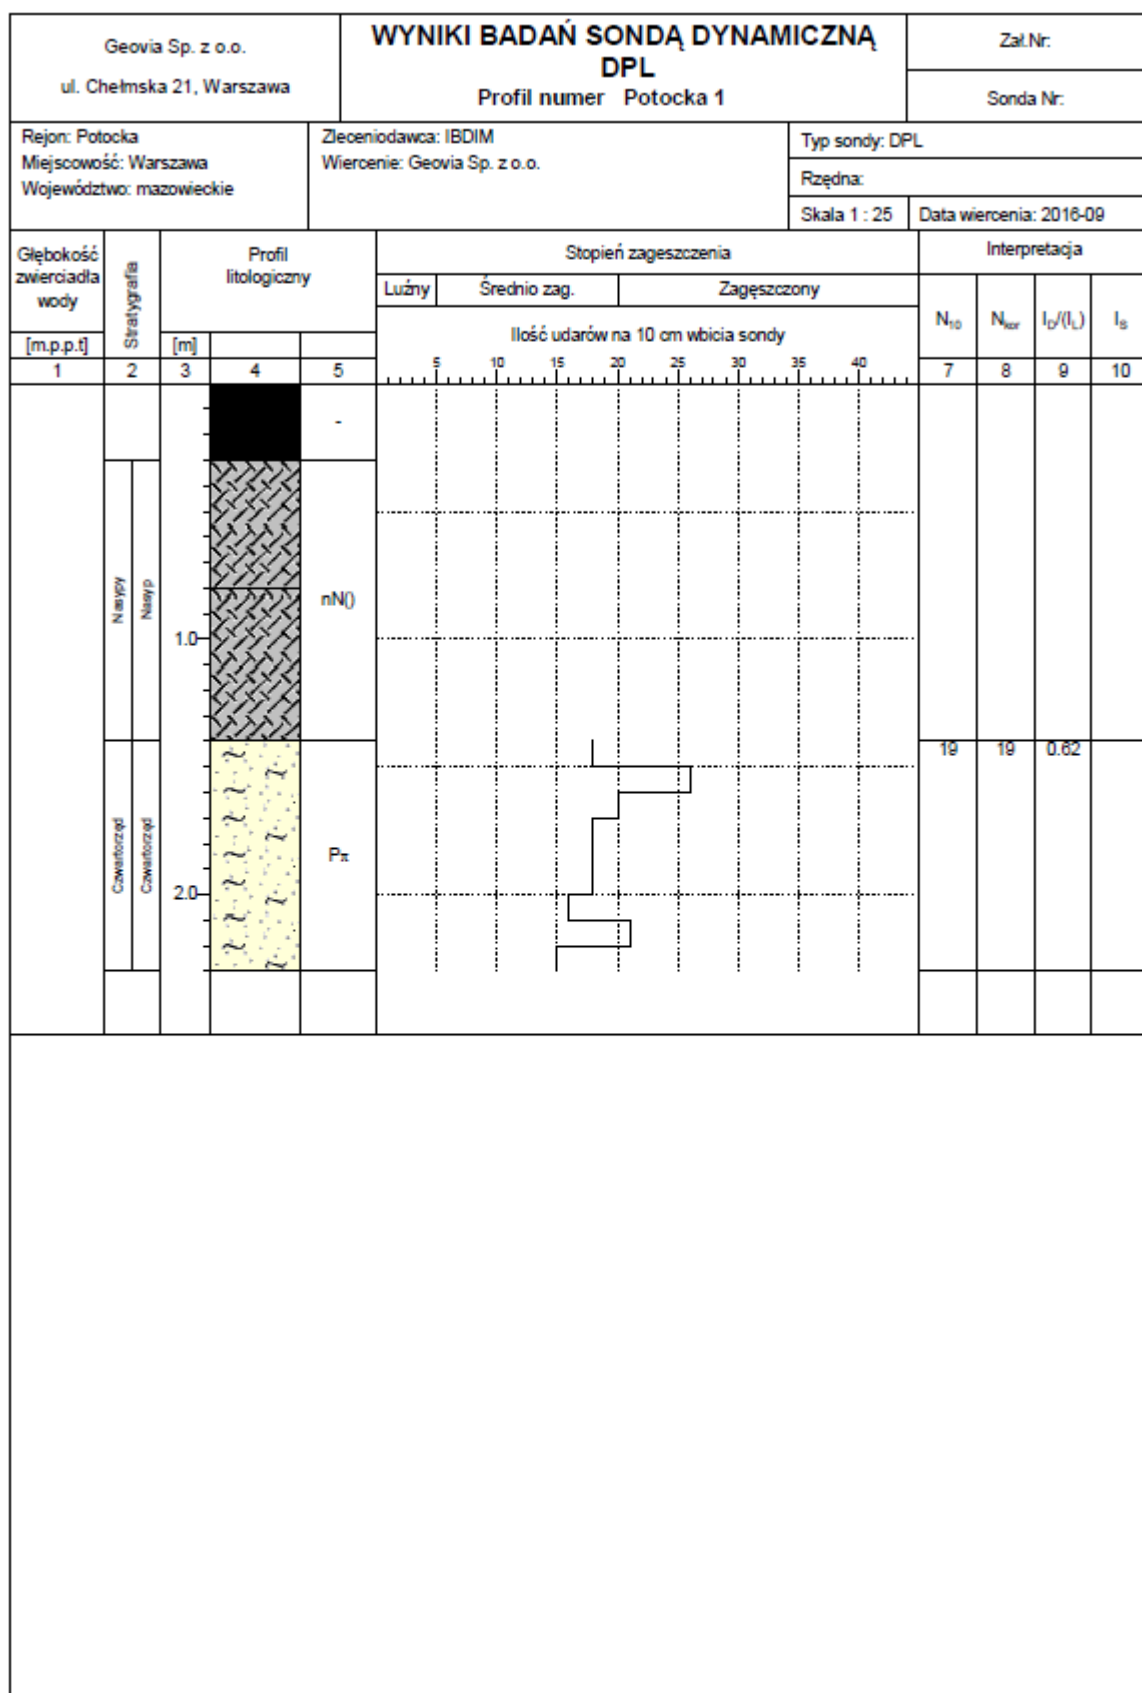 Geovia Sp. z o.o.
ul. Chełmska 21, Warszawa
WYNIKI BADAŃ SONDĄ DYNAMICZNĄ
DPL
Profil numer Potocka 1
Zał.Nr:
Sonda Nr:
Rejon: Potocka
Miejscowość: Warszawa
Województwo: mazowieckie
Zleceniodawca: IBDIM
Wiercenie: Geovia Sp. z o.o.
Typ sondy: DPL
Rzędna:
Skala 1 : 25
Data wiercenia: 2016-09
Głębokość
zwierciadła
wody
[m.p.p.t]
Stratygrafia
Profil
litologiczny
[m]
Stopień zagęszczenia
Luźny
Średnio zag.
Zagęszczony
Ilość udarów na 10 cm wbicia sondy
5 10 15 20 25 30 35 40
Interpretacja
N10
Nkor
ID/(IL)
IS
1 2 3 4 5 7 8 9 10
-
Nasypy
Nasyp
nN()
1.0
19 19 0.62
Czwartorzęd
Czwartorzęd
Pπ
2.0